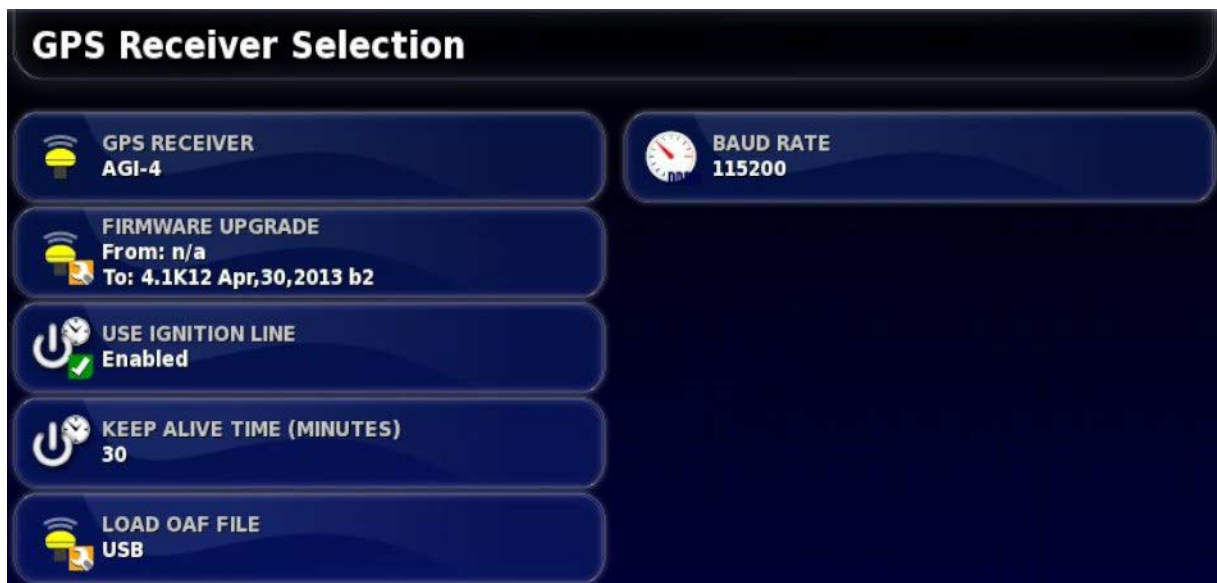 GPS Receiver Selection
GPS RECEIVER
AGI-4
FIRMWARE UPGRADE
From: n/a
To: 4.1K12 Apr,30,2013 b2
USE IGNITION LINE
Enabled
KEEP ALIVE TIME (MINUTES)
30
LOAD OAF FILE
USB
BAUD RATE
115200